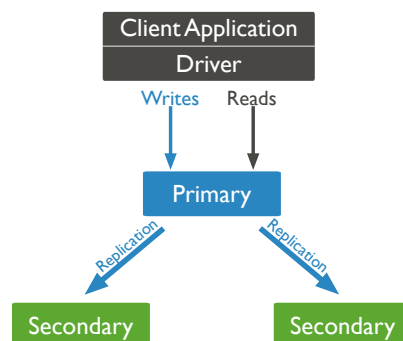 Client Application
Driver
Writes Reads
Primary
Replication Replication
Secondary Secondary